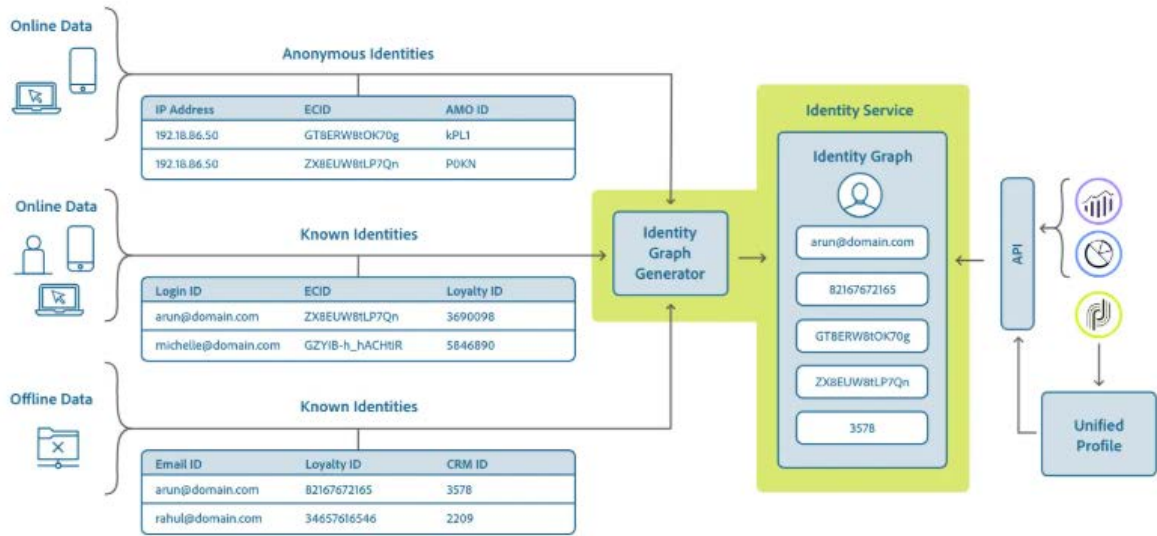 Online Data
Anonymous Identities
IP Address ECID AMO ID
192.18.86.50 GT8ERW8tOK70g kPL1
192.18.86.50 ZX8EUW8tLP7Qn P0KN
Online Data
Known Identities
Login ID ECID Loyalty ID
arun@domain.com ZX8EUW8tLP7Qn 3690098
michelle@domain.com GZYIB-h_hACHtiR 5846890
Offline Data
Known Identities
Email ID Loyalty ID CRM ID
arun@domain.com 82167672165 3578
rahul@domain.com 34657616546 2209
Identity
Graph
Generator
Identity Service
Identity Graph
arun@domain.com
82167672165
GT8ERW8tOK70g
ZX8EUW8tLP7Qn
3578
API
Unified
Profile